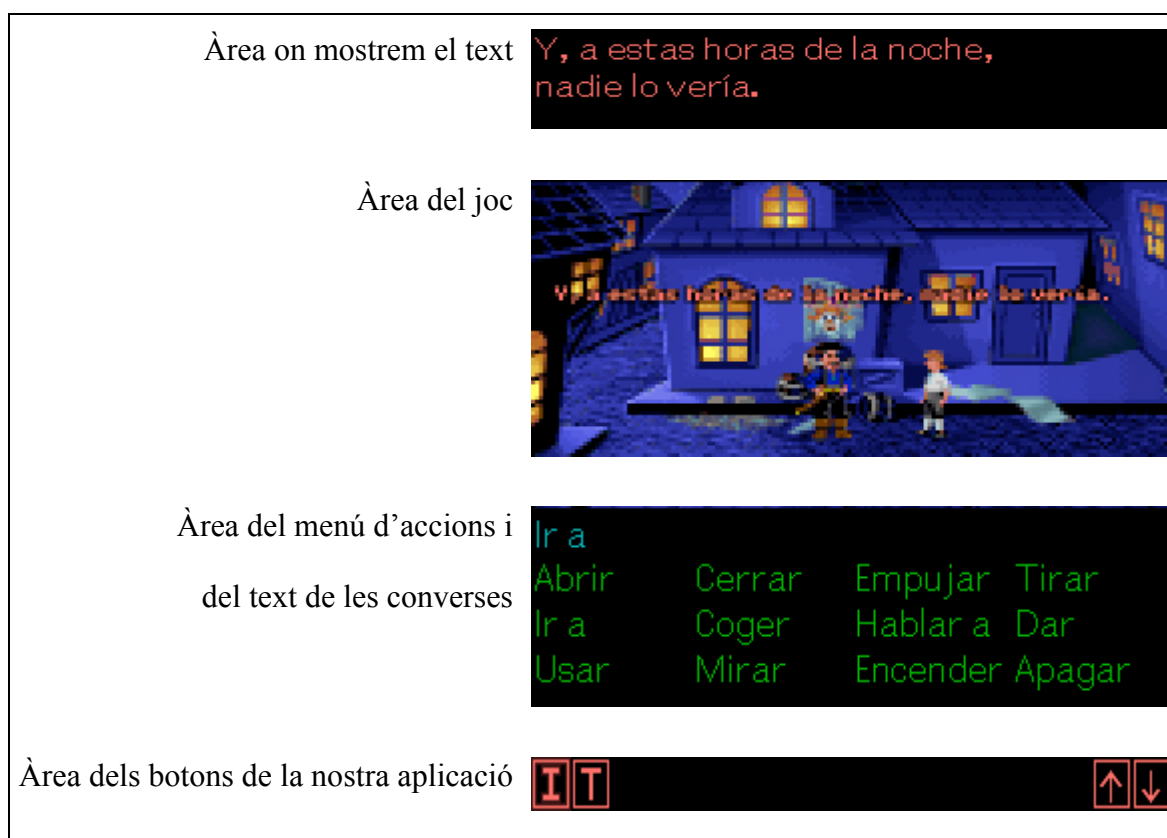 Àrea on mostrem el text
Y, a estas horas de la noche,
nadie lo vería.
Àrea del joc
Y, a estas horas de la noche, nadie lo vería.
Àrea del menú d’accions i
del text de les converses
Ir a
Abrir Cerrar Empujar Tirar
Ir a Coger Hablar a Dar
Usar Mirar Encender Apagar
Àrea dels botons de la nostra aplicació
I T ↑ ↓